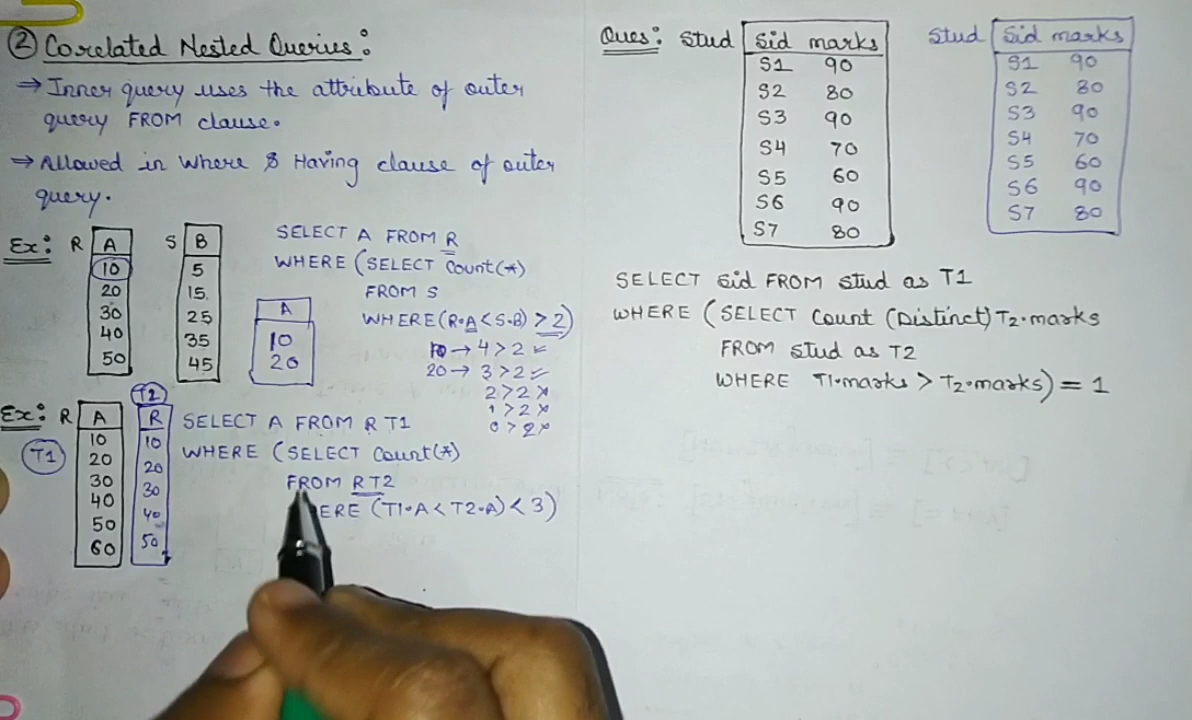 ② Corelated Nested Queries:
⇒ Inner query uses the attribute of outer
query FROM clause.
⇒ Allowed in Where & Having clause of outer
query.
Ex: R
A
10
20
30
40
50
S
B
5
15
25
35
45
SELECT A FROM R
WHERE (SELECT Count(*)
FROM S
WHERE(R.A < S.B) > 2)
10 → 4 > 2 ✓
20 → 3 > 2 ✓
2 > 2 ×
1 > 2 ×
0 > 2 ×
A
10
20
Ex: R
T1
A
10
20
30
40
50
60
T2
R
10
20
30
40
50
SELECT A FROM R T1
WHERE (SELECT Count(*)
FROM R T2
ERE (T1.A < T2.A) < 3)
Ques: Stud
Sid marks
S1 90
S2 80
S3 90
S4 70
S5 60
S6 90
S7 80
Stud
Sid marks
S1 90
S2 80
S3 90
S4 70
S5 60
S6 90
S7 80
SELECT Sid FROM Stud as T1
WHERE (SELECT Count (Distinct) T2.marks
FROM Stud as T2
WHERE T1.marks > T2.marks) = 1